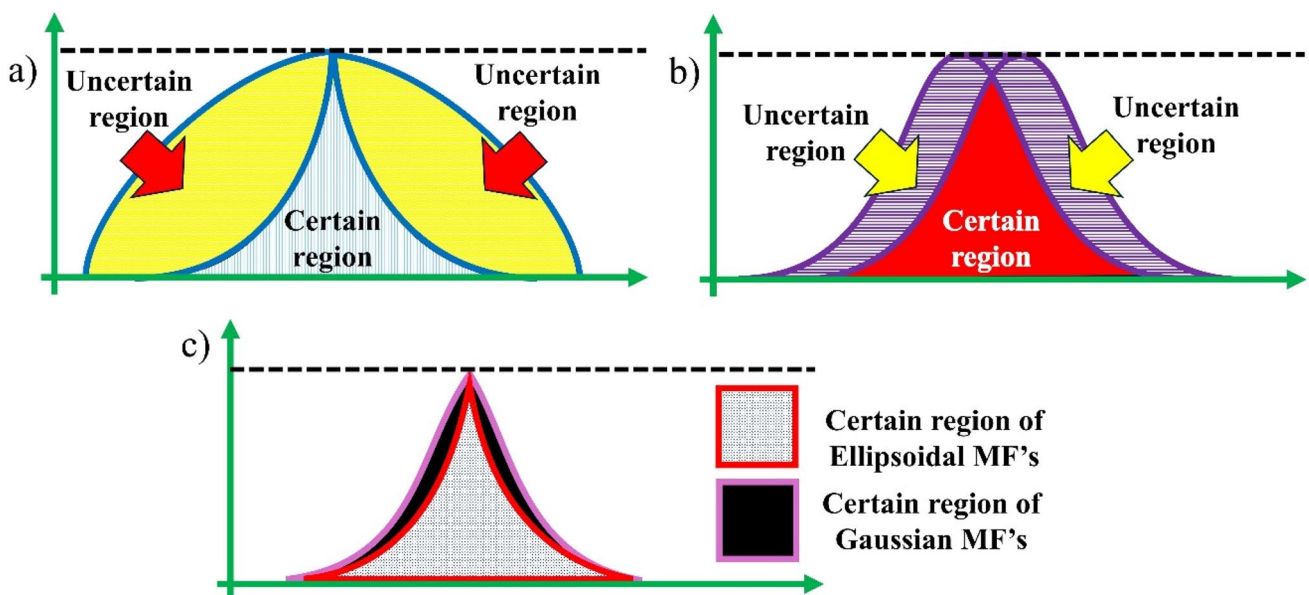 a)
Uncertain
region
Uncertain
region
Certain
region
b)
Uncertain
region
Uncertain
region
Certain
region
c)
Certain region of
Ellipsoidal MF's
Certain region of
Gaussian MF's